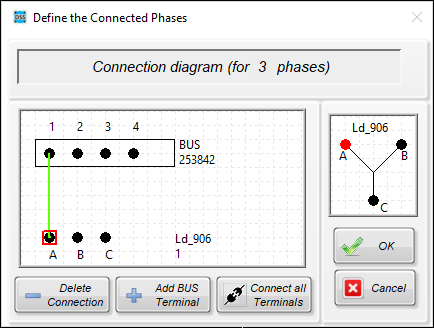 DSS Define the Connected Phases
Connection diagram (for 3 phases)
1 2 3 4
BUS
253842
A B C
Ld_906
1
Ld_906
A B
C
Delete
Connection
Add BUS
Terminal
Connect all
Terminals
OK
Cancel